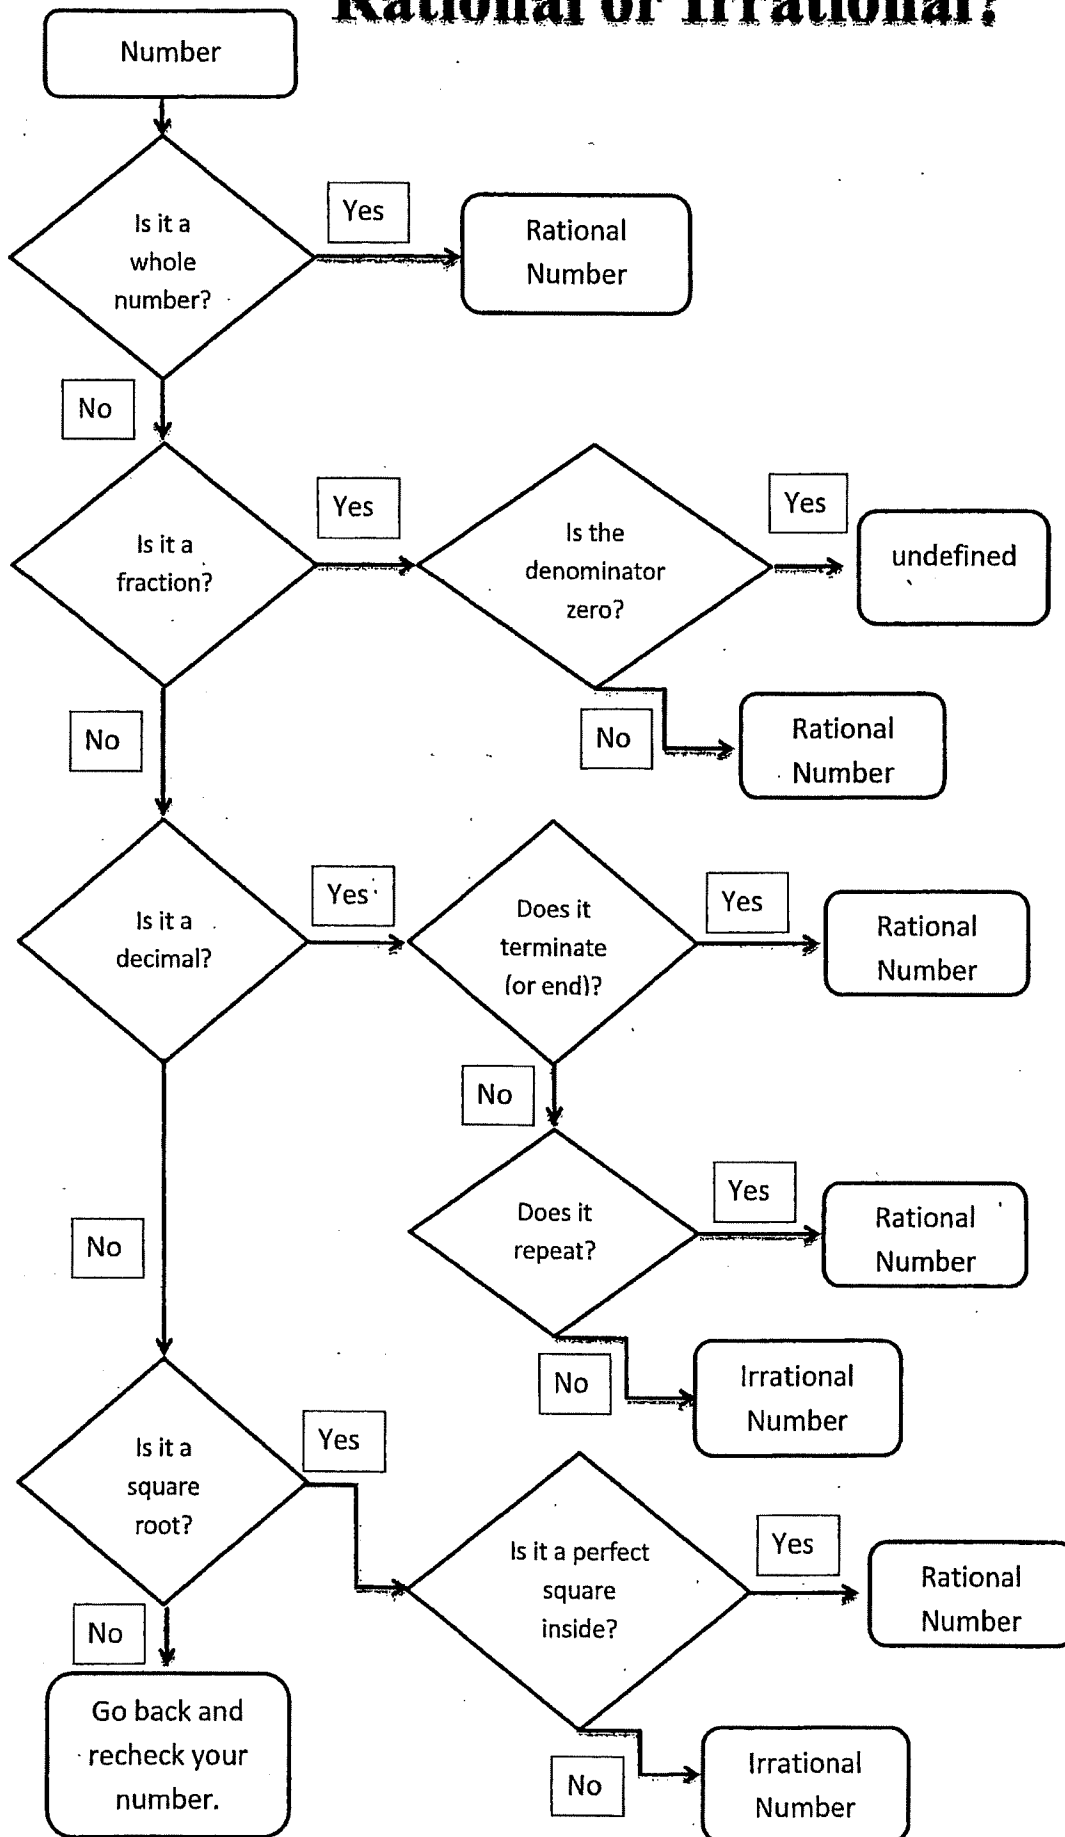 Rational or Irrational?
Number
Is it a
whole
number?
Yes
Rational
Number
No
Is it a
fraction?
Yes
Is the
denominator
zero?
Yes
undefined
No
Rational
Number
No
Is it a
decimal?
Yes
Does it
terminate
(or end)?
Yes
Rational
Number
No
Does it
repeat?
Yes
Rational
Number
No
Irrational
Number
No
Is it a
square
root?
Yes
Is it a perfect
square
inside?
Yes
Rational
Number
No
Irrational
Number
No
Go back and
recheck your
number.